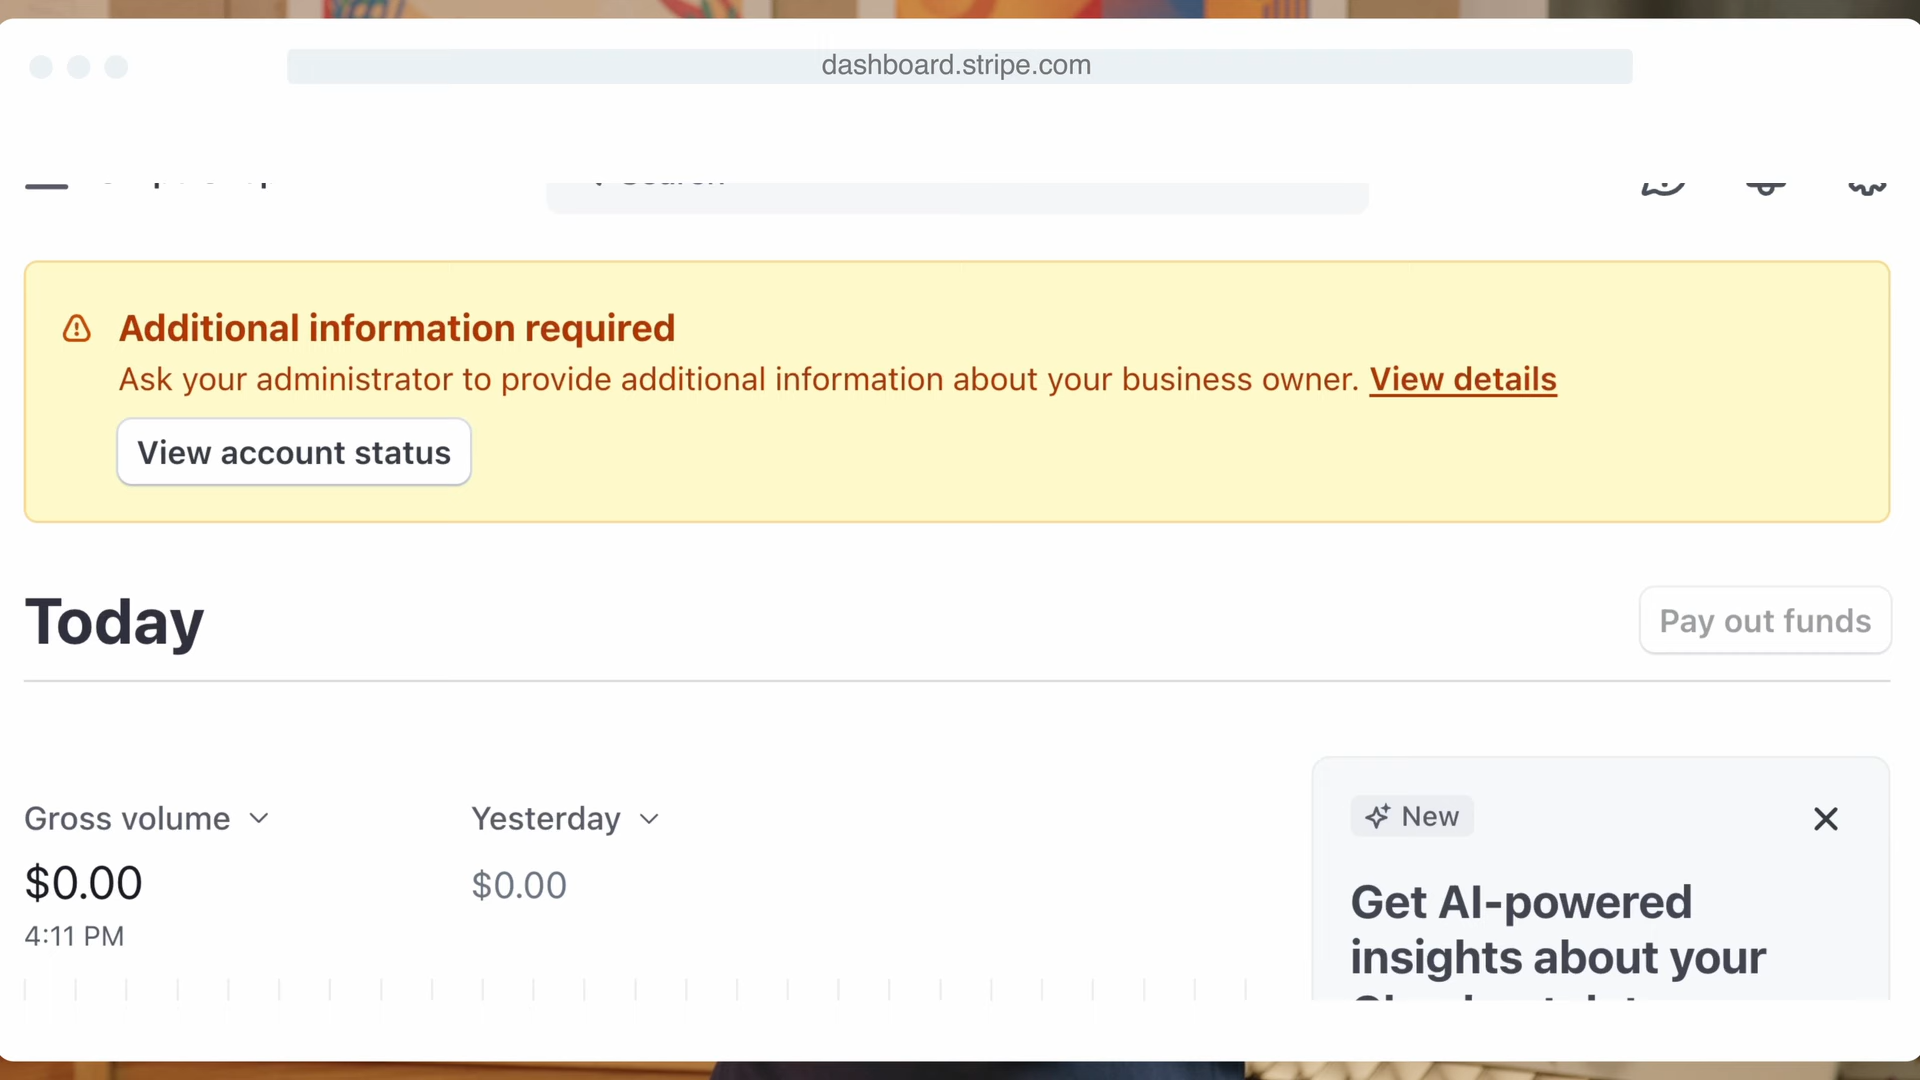 dashboard.stripe.com
Additional information required
Ask your administrator to provide additional information about your business owner. View details
View account status
Today
Pay out funds
Gross volume
Yesterday
$0.00
$0.00
4:11 PM
New
Get AI-powered
insights about your